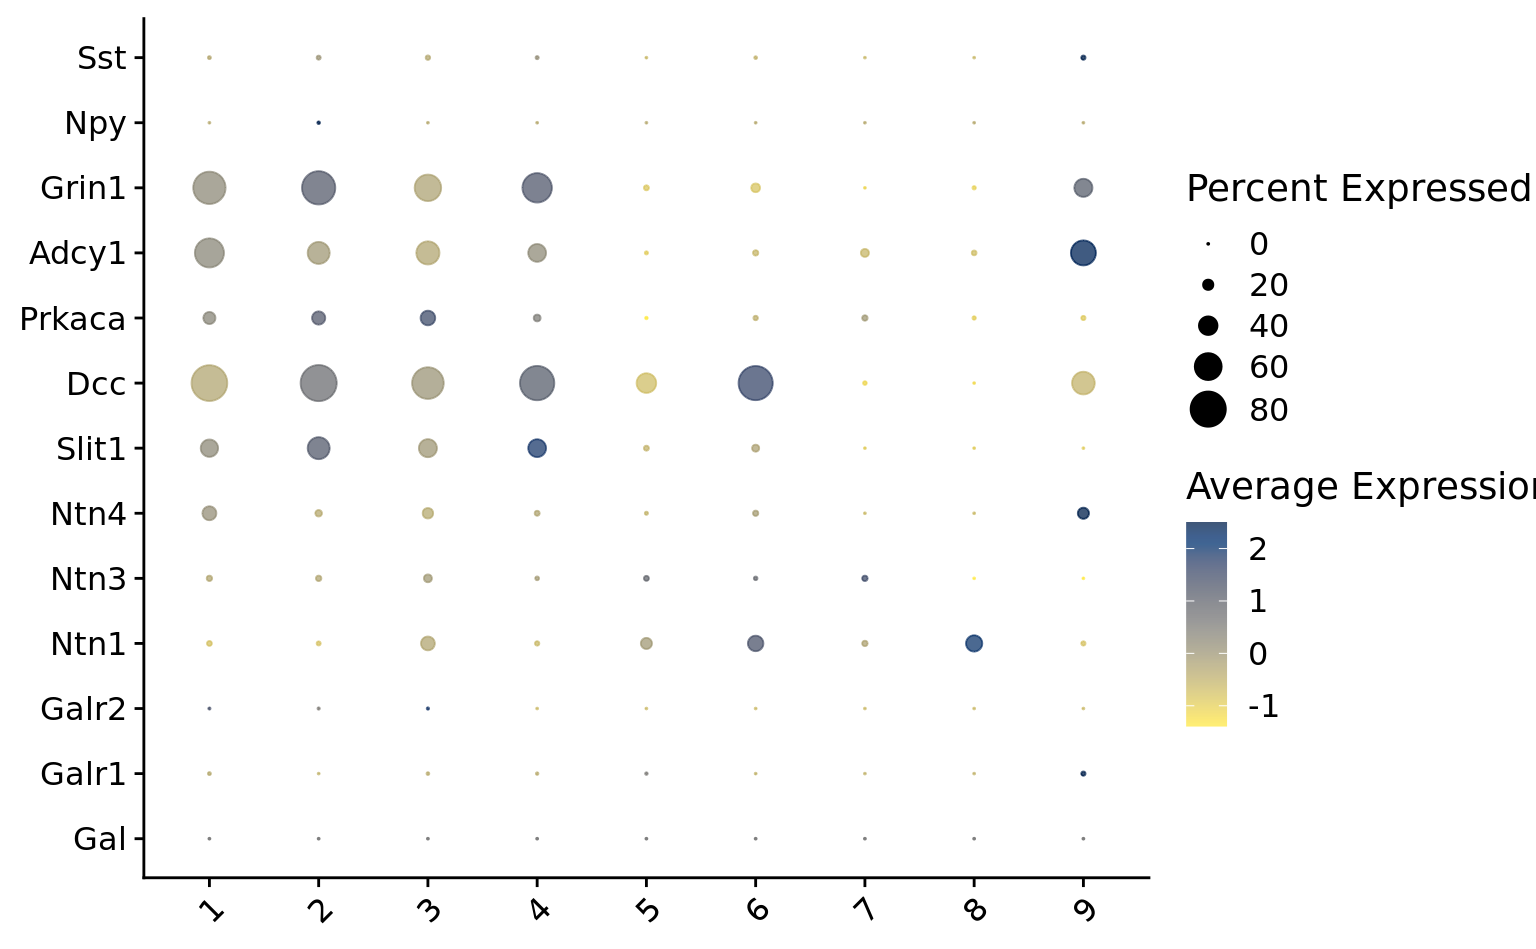 Sst
Npy
Grin1
Adcy1
Prkaca
Dcc
Slit1
Ntn4
Ntn3
Ntn1
Galr2
Galr1
Gal
1 2 3 4 5 6 7 8 9
Percent Expressed
0
20
40
60
80
Average Expression
2
1
0
-1